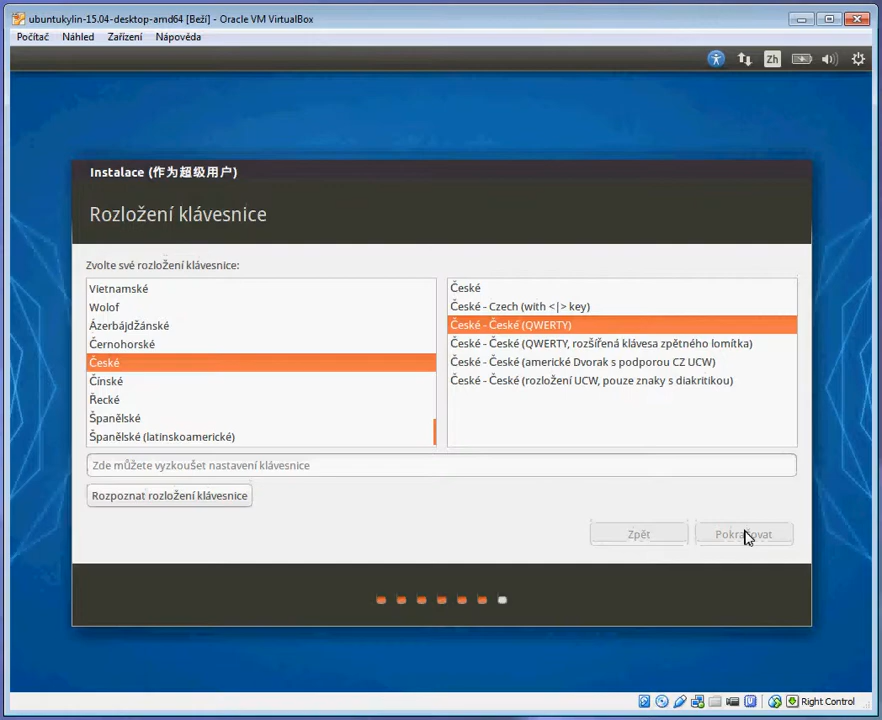 ubuntukylin-15.04-desktop-amd64 [Beží] - Oracle VM VirtualBox
Počítač Náhled Zařízení Nápověda
Zh
Instalace (作为超级用户)
Rozložení klávesnice
Zvolte své rozložení klávesnice:
Vietnamské
Wolof
Ázerbájdžánské
Černohorské
České
Čínské
Řecké
Španělské
Španělské (latinskoamerické)
České
České - Czech (with <|> key)
České - České (QWERTY)
České - České (QWERTY, rozšířená klávesa zpětného lomítka)
České - České (americké Dvorak s podporou CZ UCW)
České - České (rozložení UCW, pouze znaky s diakritikou)
Zde můžete vyzkoušet nastavení klávesnice
Rozpoznat rozložení klávesnice
Zpět Pokračovat
Right Control